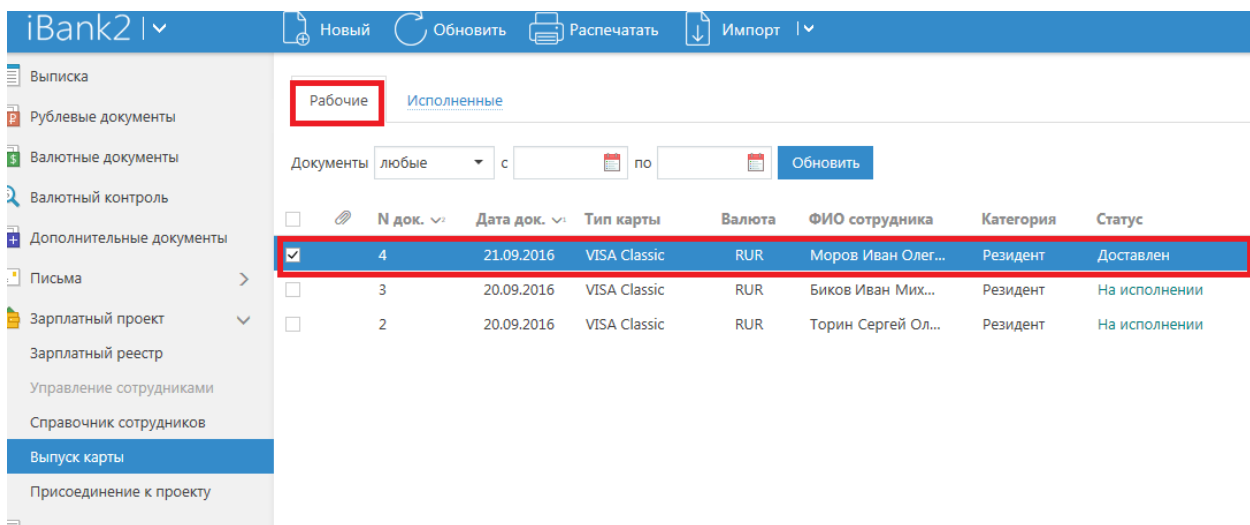 iBank2
Новый Обновить Распечатать Импорт
Выписка
Рублевые документы
Валютные документы
Валютный контроль
Дополнительные документы
Письма
Зарплатный проект
Зарплатный реестр
Управление сотрудниками
Справочник сотрудников
Выпуск карты
Присоединение к проекту
Рабочие Исполненные
Документы любые с по Обновить
N док. 2 Дата док. 1 Тип карты Валюта ФИО сотрудника Категория Статус
4 21.09.2016 VISA Classic RUR Моров Иван Олег... Резидент Доставлен
3 20.09.2016 VISA Classic RUR Биков Иван Мих... Резидент На исполнении
2 20.09.2016 VISA Classic RUR Торин Сергей Ол... Резидент На исполнении